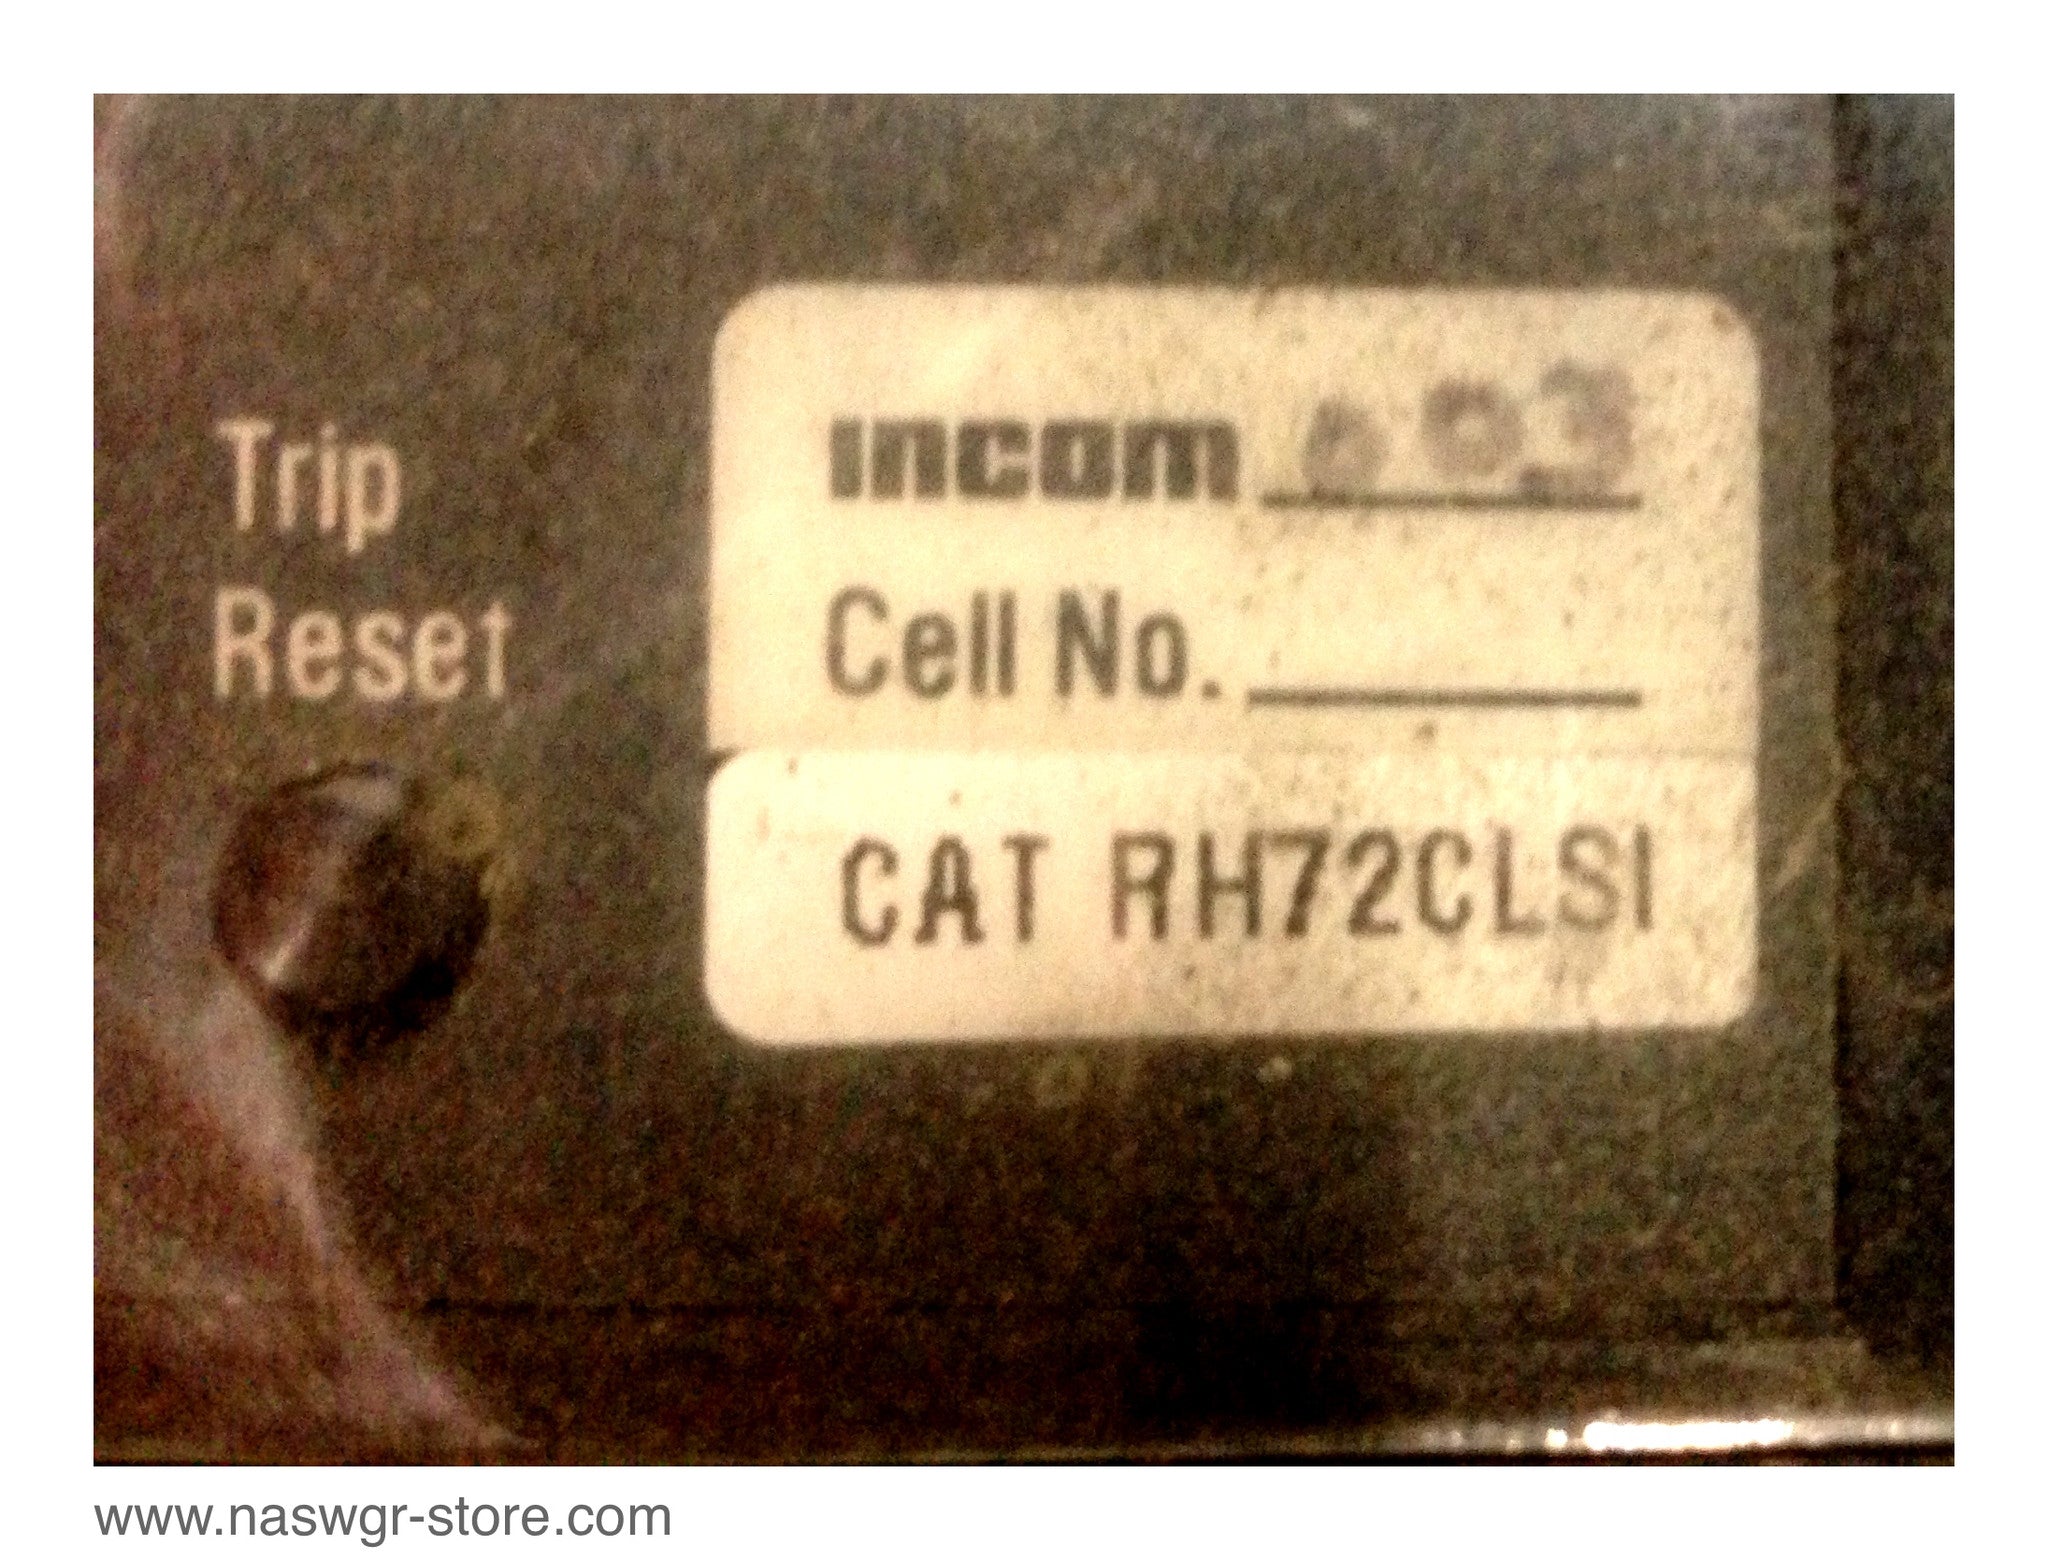 Trip
Reset
INCOM
Cell No.
CAT RH72CLSI
www.naswgr-store.com